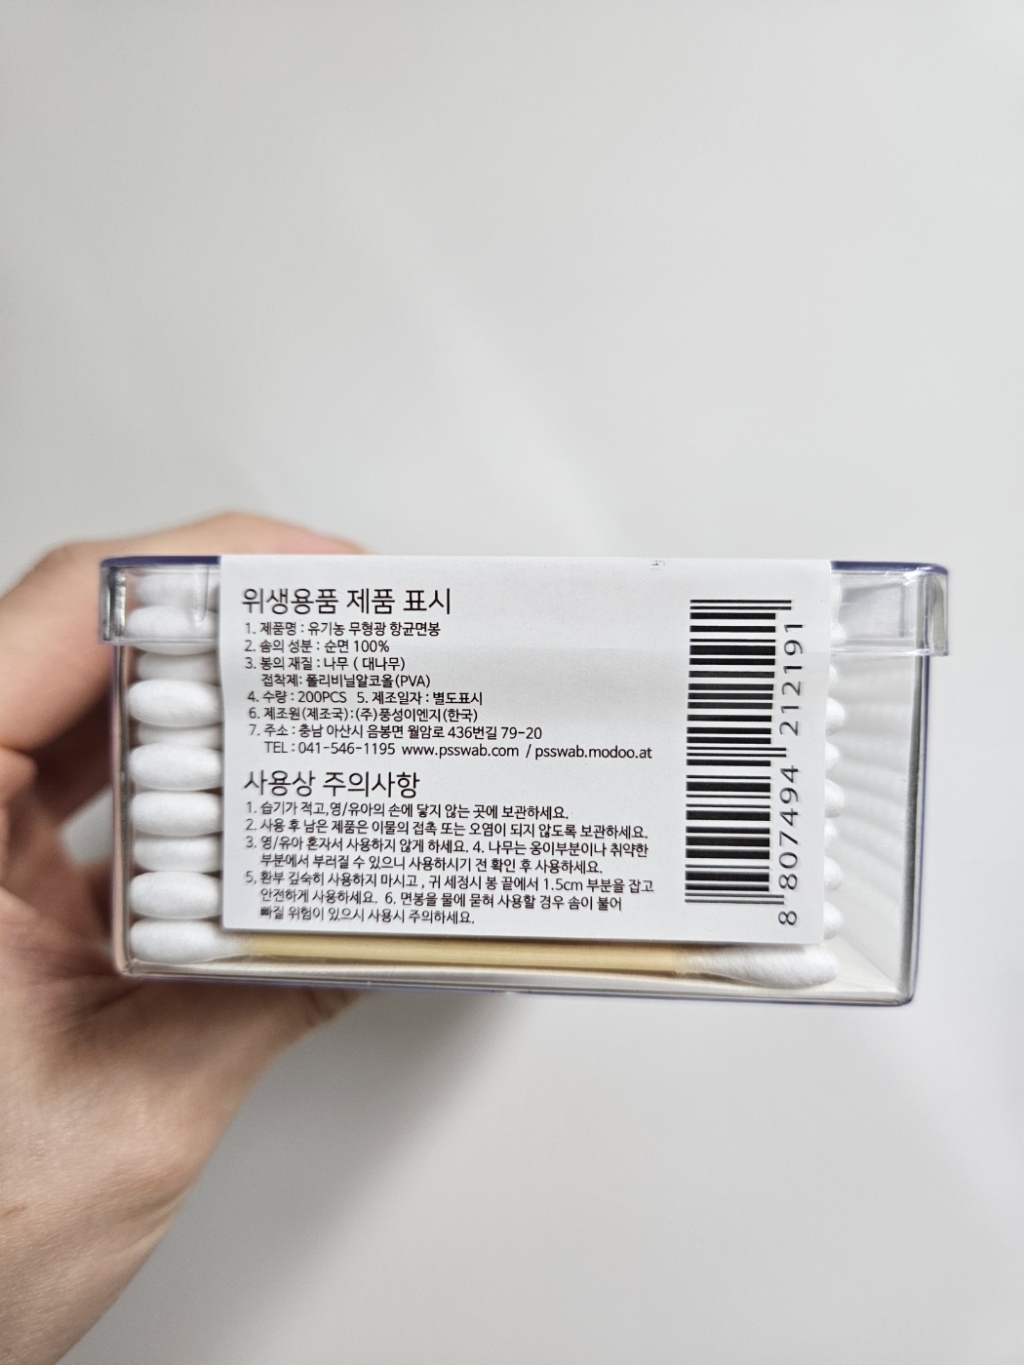 위생용품 제품 표시
1. 제품명 : 유기농 무형광 항균면봉
2. 솜의 성분 : 순면 100%
3. 봉의 재질 : 나무 ( 대나무)
접착제: 폴리비닐알코올(PVA)
4. 수량 : 200PCS 5. 제조일자 : 별도표시
6. 제조원(제조국):(주)풍성이엔지(한국)
7. 주소 : 충남 아산시 음봉면 월암로 436번길 79-20
TEL : 041-546-1195 www.psswab.com / psswab.modoo.at
사용상 주의사항
1. 습기가 적고,영/유아의 손에 닿지 않는 곳에 보관하세요.
2. 사용 후 남은 제품은 이물의 접촉 또는 오염이 되지 않도록 보관하세요.
3. 영/유아 혼자서 사용하지 않게 하세요. 4. 나무는 옹이부분이나 취약한
부분에서 부러질 수 있으니 사용하시기 전 확인 후 사용하세요.
5, 환부 깊숙히 사용하지 마시고 , 귀 세정시 봉 끝에서 1.5cm 부분을 잡고
안전하게 사용하세요. 6. 면봉을 물에 묻혀 사용할 경우 솜이 불어
빠질 위험이 있으시 사용시 주의하세요.
8 807494 212191